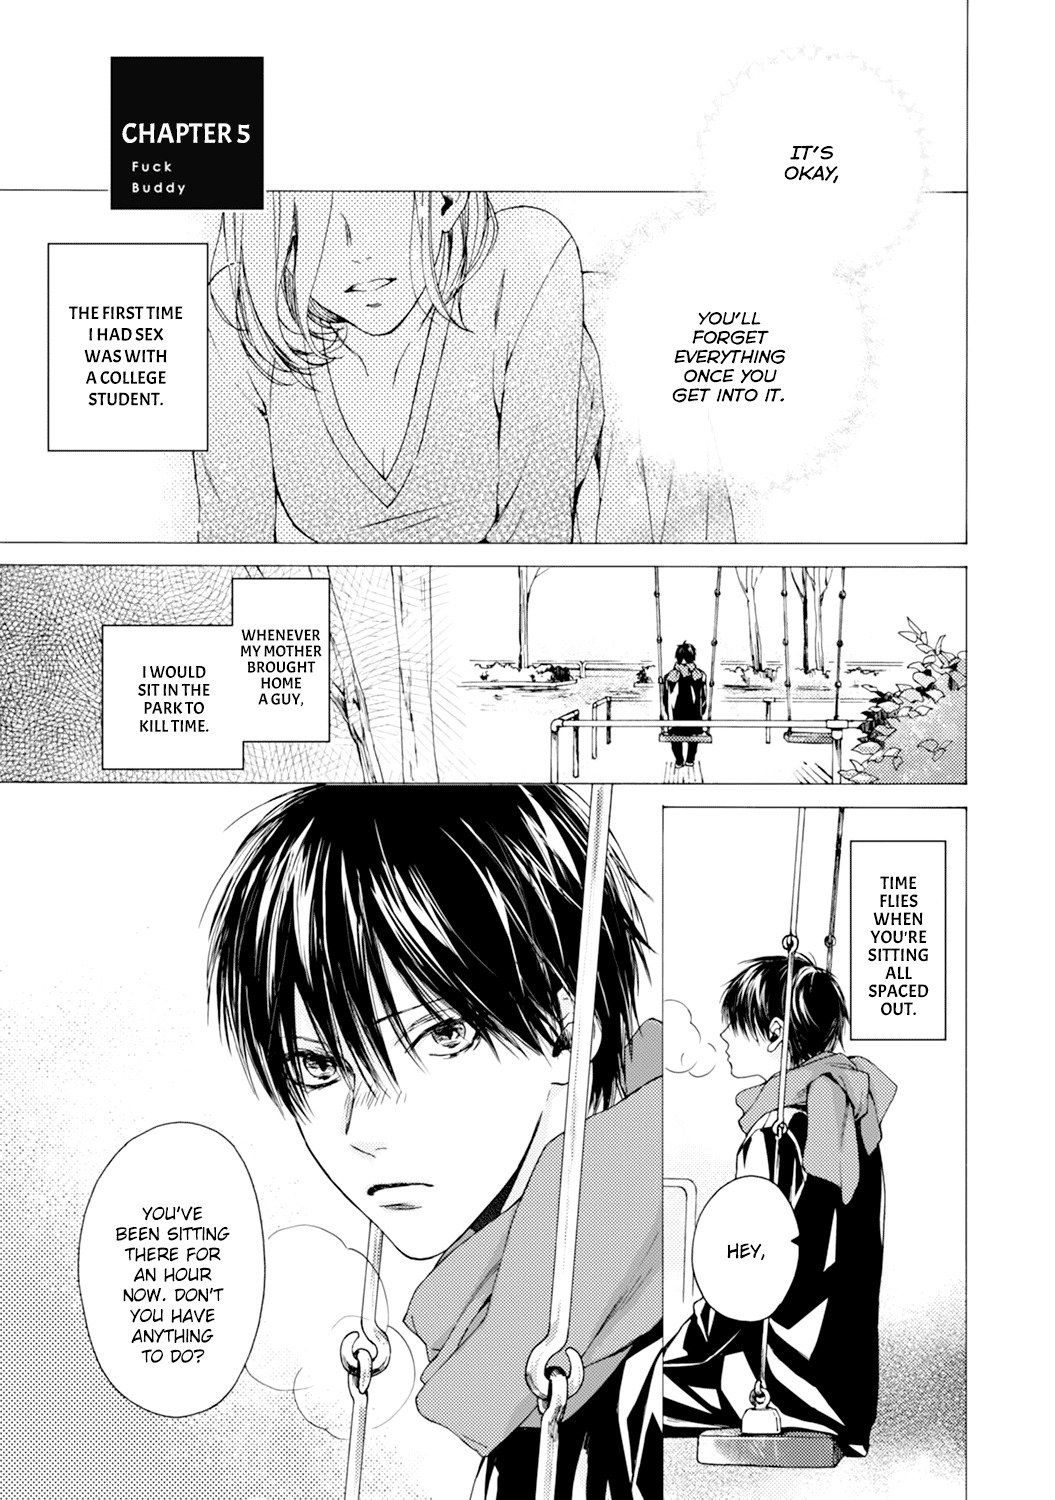 CHAPTER 5
Fuck
Buddy
IT'S
OKAY,
YOU'LL
FORGET
EVERYTHING
ONCE YOU
GET INTO IT.
THE FIRST TIME
I HAD SEX
WAS WITH
A COLLEGE
STUDENT.
WHENEVER
MY MOTHER
BROUGHT
HOME
A GUY,
I WOULD
SIT IN THE
PARK TO
KILL TIME.
TIME
FLIES
WHEN
YOU'RE
SITTING
ALL
SPACED
OUT.
HEY,
YOU'VE
BEEN SITTING
THERE FOR
AN HOUR
NOW. DON'T
YOU HAVE
ANYTHING
TO DO?